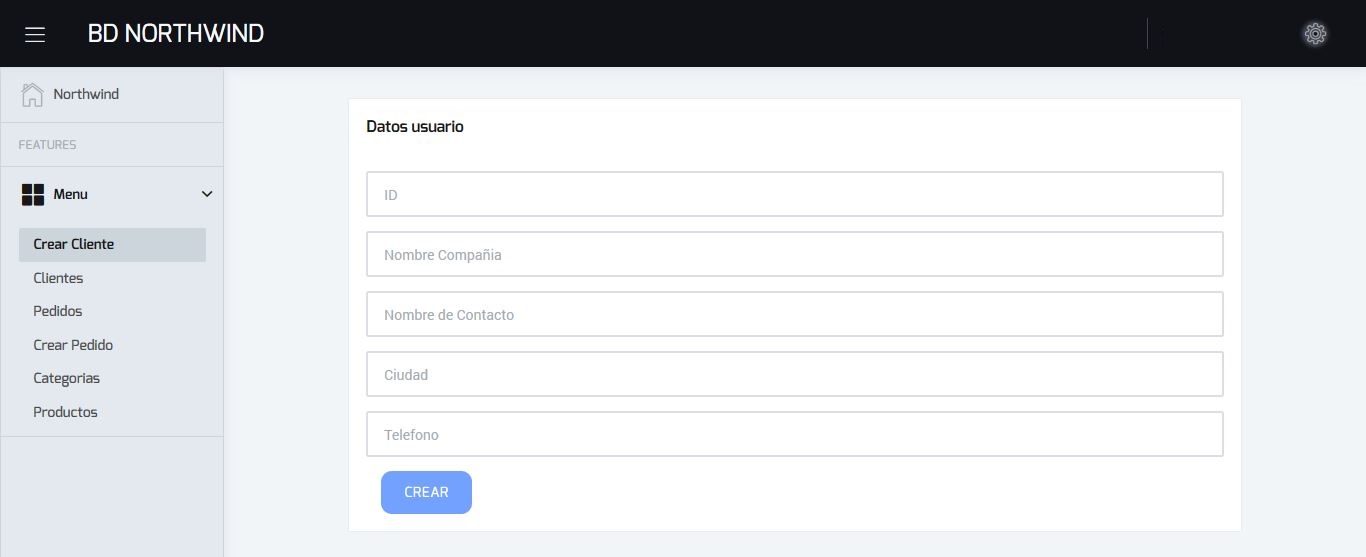 BD NORTHWIND
Northwind
FEATURES
Menu
Crear Cliente
Clientes
Pedidos
Crear Pedido
Categorias
Productos
Datos usuario
ID
Nombre Compañia
Nombre de Contacto
Ciudad
Telefono
CREAR